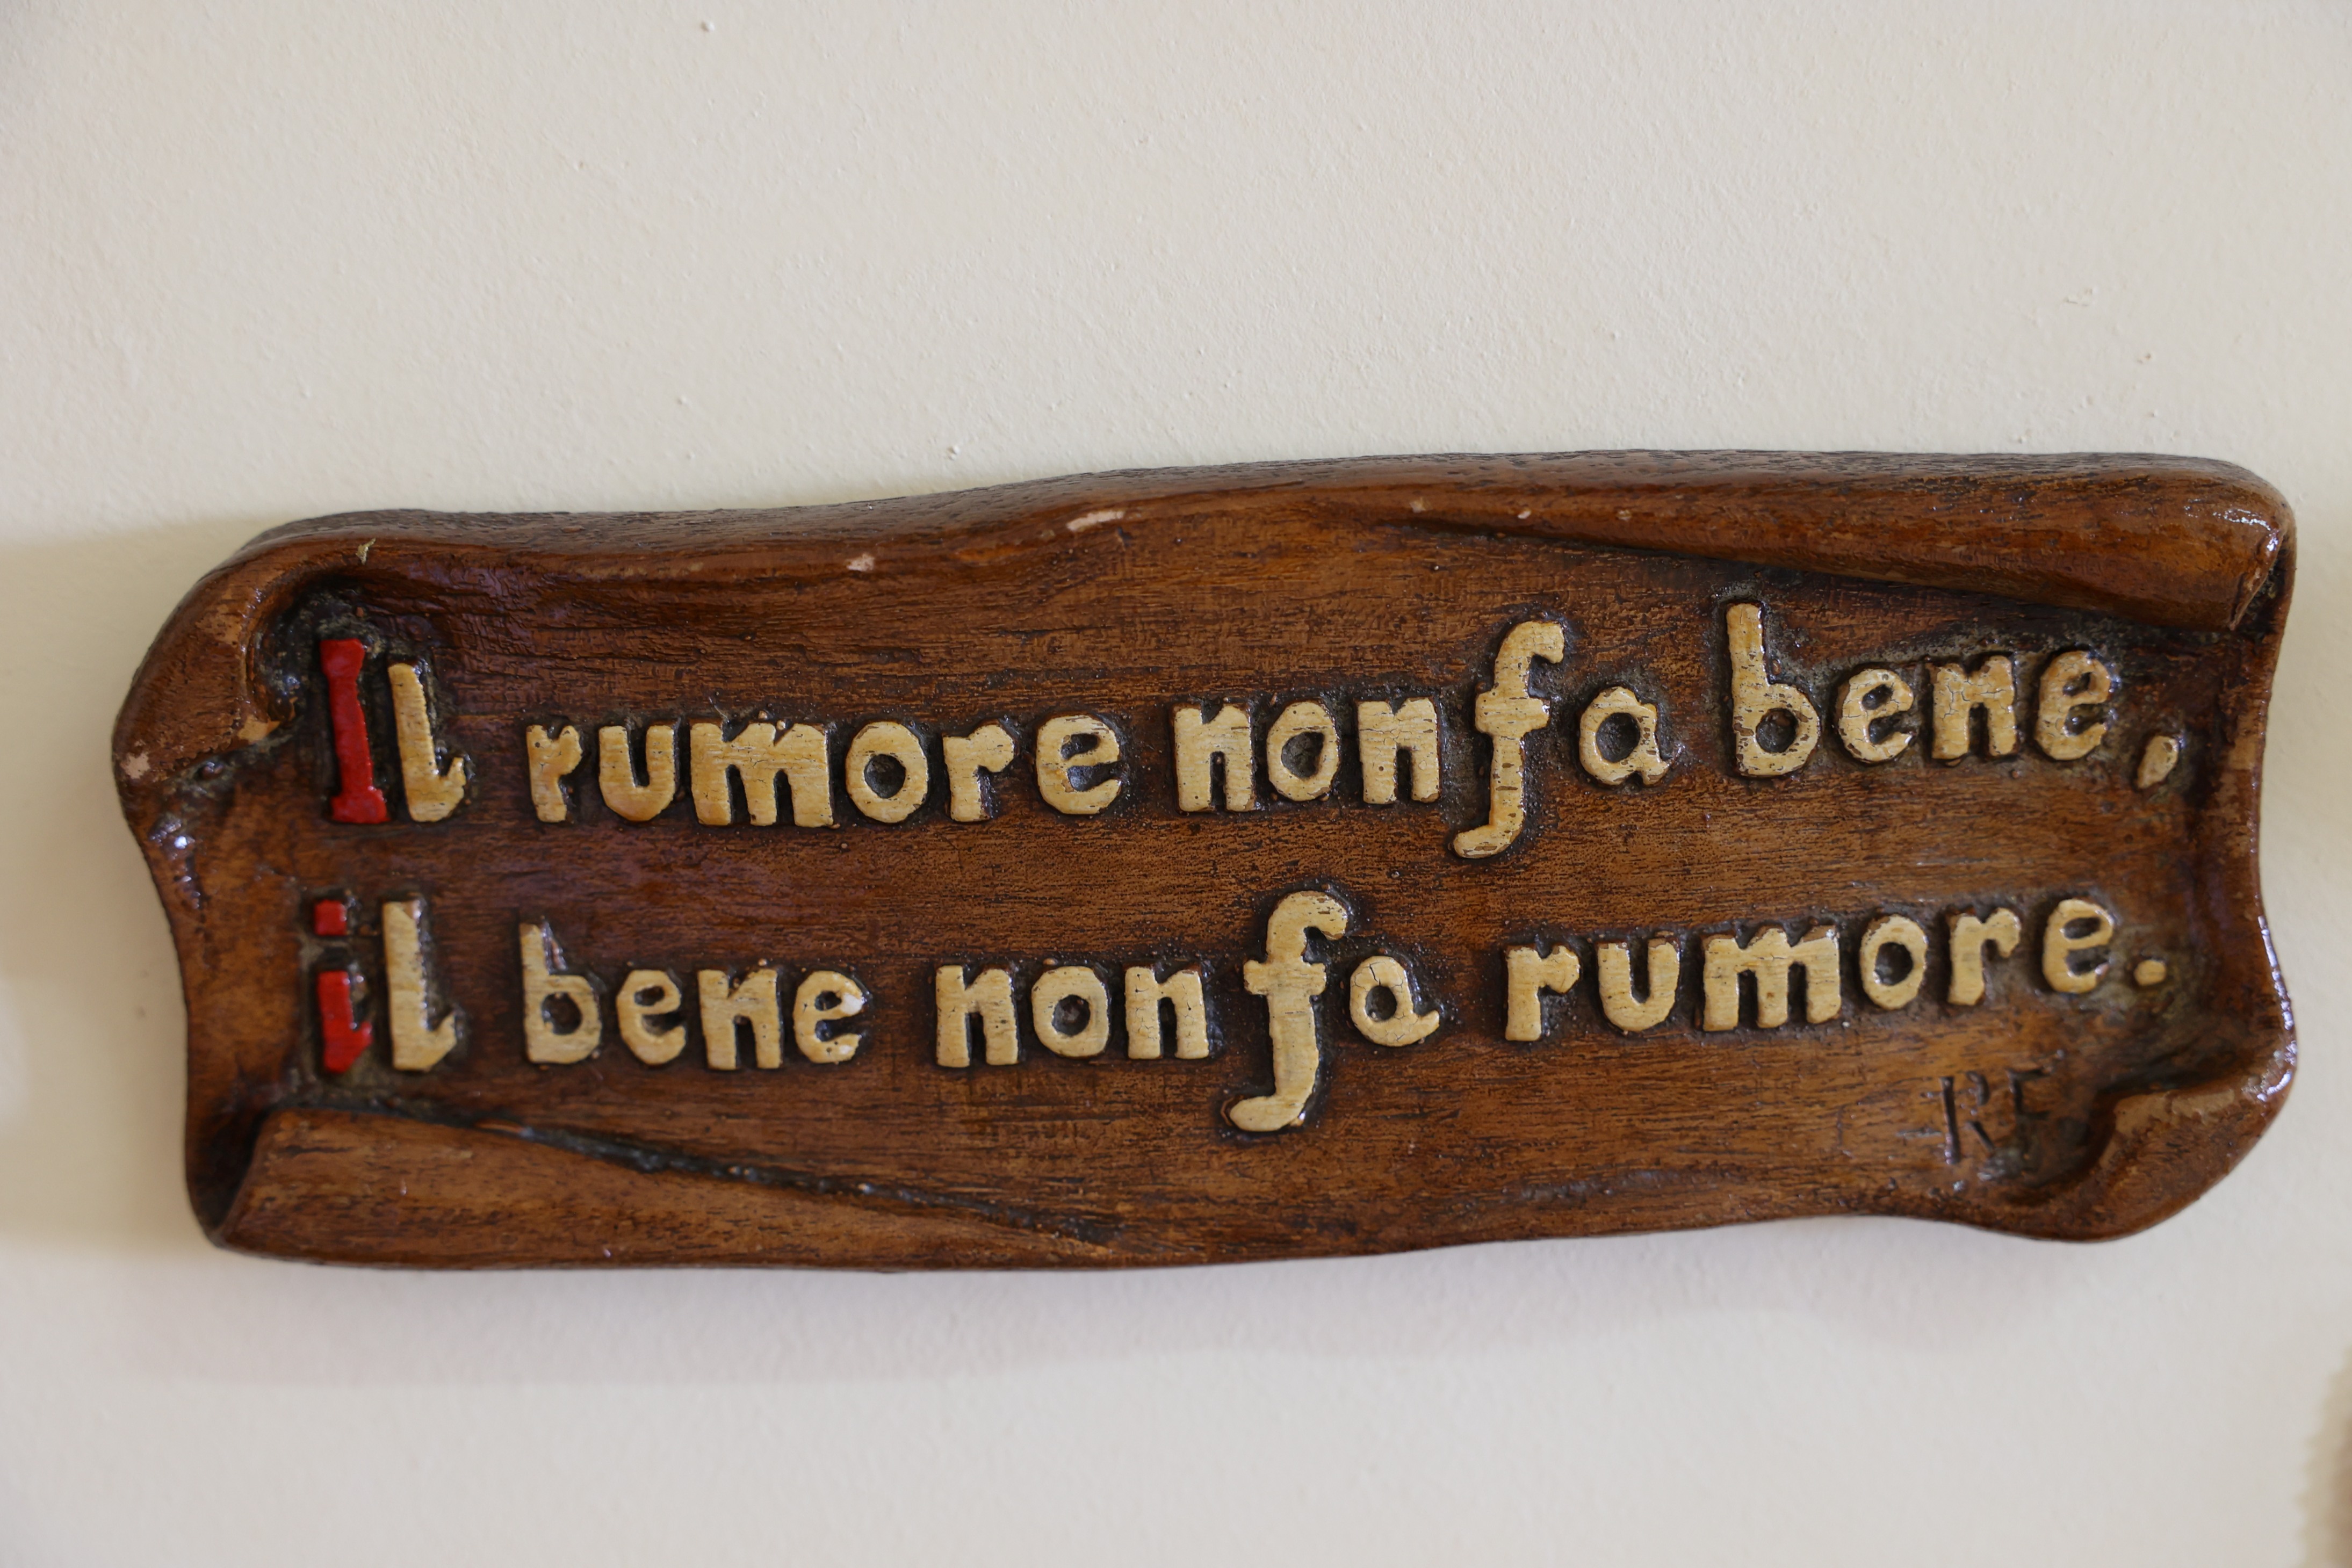 Il rumore non fa bene,
il bene non fa rumore.
RF